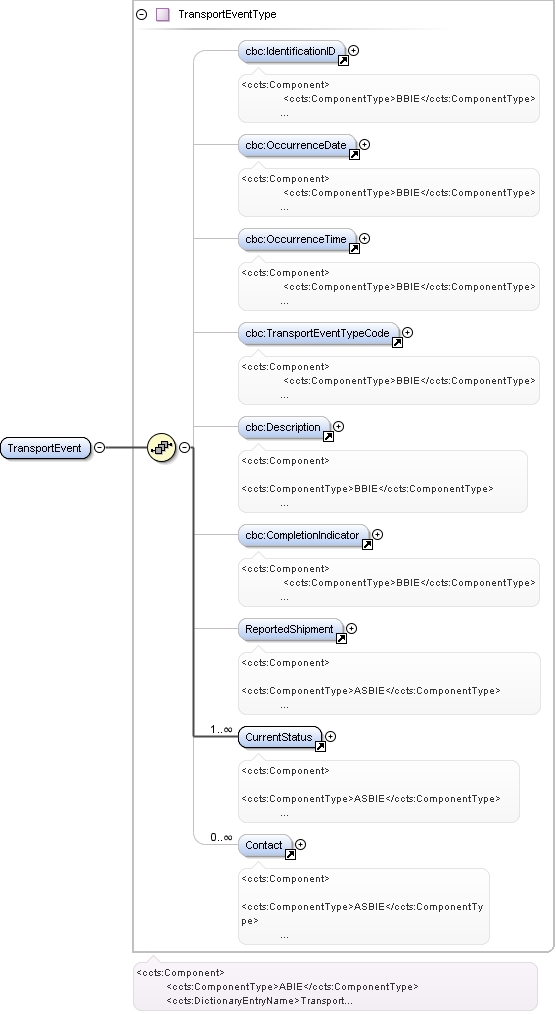 TransportEventType
cbc:IdentificationID
<ccts:Component>
<ccts:ComponentType>BBIE</ccts:ComponentType>
...
cbc:OccurrenceDate
<ccts:Component>
<ccts:ComponentType>BBIE</ccts:ComponentType>
...
cbc:OccurrenceTime
<ccts:Component>
<ccts:ComponentType>BBIE</ccts:ComponentType>
...
cbc:TransportEventTypeCode
<ccts:Component>
<ccts:ComponentType>BBIE</ccts:ComponentType>
...
cbc:Description
TransportEvent
<ccts:Component>
<ccts:ComponentType>BBIE</ccts:ComponentType>
...
cbc:CompletionIndicator
<ccts:Component>
<ccts:ComponentType>BBIE</ccts:ComponentType>
...
ReportedShipment
<ccts:Component>
<ccts:ComponentType>ASBIE</ccts:ComponentType>
...
1..∞
CurrentStatus
<ccts:Component>
<ccts:ComponentType>ASBIE</ccts:ComponentType>
...
0..∞
Contact
<ccts:Component>
<ccts:ComponentType>ASBIE</ccts:ComponentTy
pe>
...
<ccts:Component>
<ccts:ComponentType>ABIE</ccts:ComponentType>
<ccts:DictionaryEntryName>Transport...